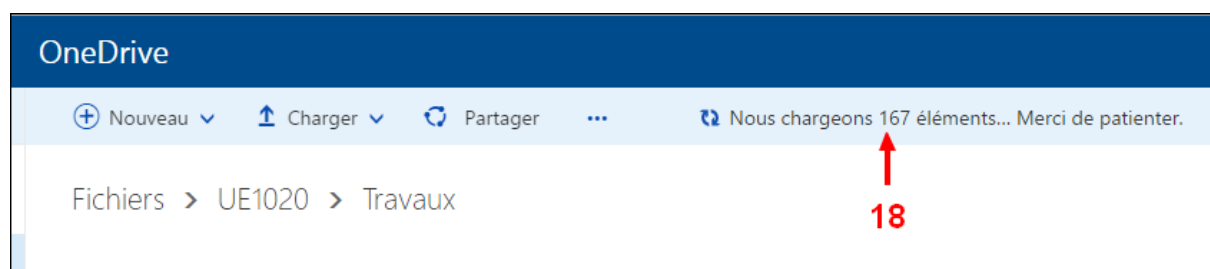 OneDrive
Nouveau Charger Partager ... Nous chargeons 167 éléments... Merci de patienter.
Fichiers > UE1020 > Travaux
18